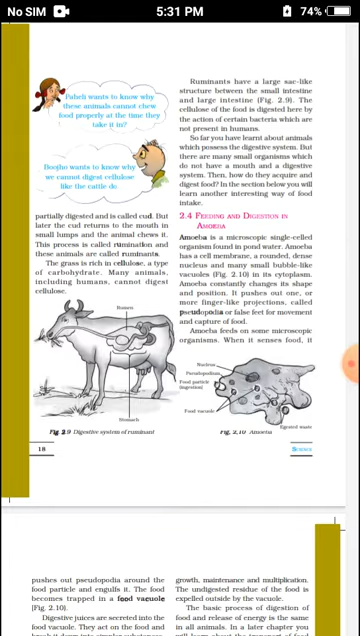 No SIM
5:31 PM
74%
Paheli wants to know why
these animals cannot chew
food properly at the time they
take it in?
Boojho wants to know why
we cannot digest cellulose
like the cattle do
partially digested and is called cud. But
later the cud returns to the mouth in
small lumps and the animal chews it.
This process is called rumination and
these animals are called ruminants.
The grass is rich in cellulose, a type
of carbohydrate. Many animals,
including humans, cannot digest
cellulose.
Rumen
Stomach
Fig. 2.9 Digestive system of ruminant
Ruminants have a large sac-like
structure between the small intestine
and large intestine (Fig. 2.9). The
cellulose of the food is digested here by
the action of certain bacteria which are
not present in humans.
So far you have learnt about animals
which possess the digestive system. But
there are many small organisms which
do not have a mouth and a digestive
system. Then, how do they acquire and
digest food? In the section below you will
learn another interesting way of food
intake.
2.4 FEEDING AND DIGESTION IN
AMOEBA
Amoeba is a microscopic single-celled
organism found in pond water. Amoeba
has a cell membrane, a rounded, dense
nucleus and many small bubble-like
vacuoles (Fig. 2.10) in its cytoplasm.
Amoeba constantly changes its shape
and position. It pushes out one, or
more finger-like projections, called
pseudopodia or false feet for movement
and capture of food.
Amoeba feeds on some microscopic
organisms. When it senses food, it
Nucleus
Pseudopodium
Food particle
(ingestion)
Food vacuole
Egested waste
Fig. 2.10 Amoeba
18
SCIENCE
pushes out pseudopodia around the
food particle and engulfs it. The food
becomes trapped in a food vacuole
(Fig. 2.10).
Digestive juices are secreted into the
food vacuole. They act on the food and
break it down into simpler substances.
growth, maintenance and multiplication.
The undigested residue of the food is
expelled outside by the vacuole.
The basic process of digestion of
food and release of energy is the same
in all animals. In a later chapter you
will learn about the transport of food